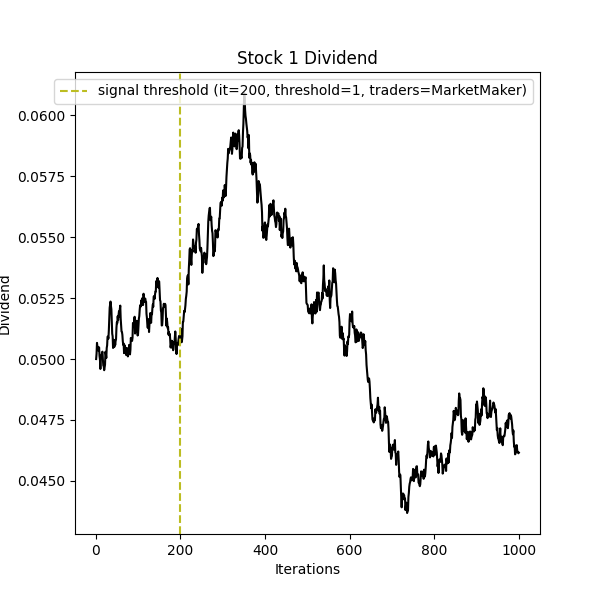 Stock 1 Dividend
signal threshold (it=200, threshold=1, traders=MarketMaker)
0.0600
0.0575
0.0550
0.0525
0.0500
0.0475
0.0450
Dividend
0 200 400 600 800 1000
Iterations